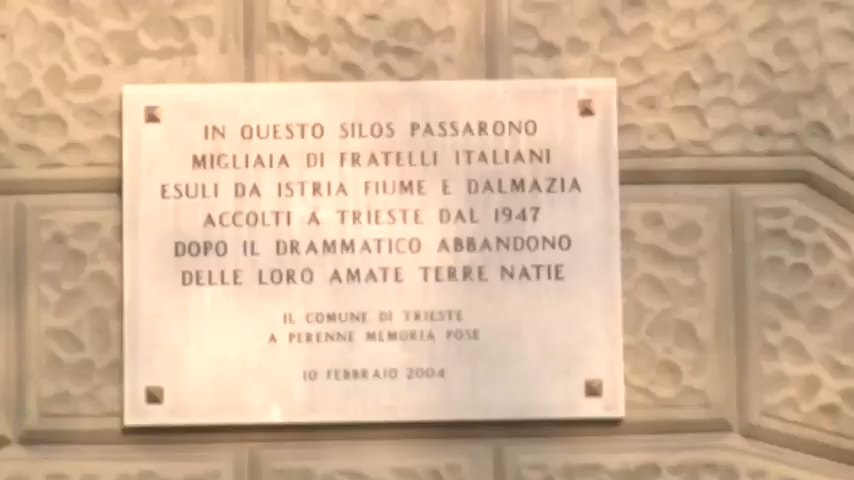 IN QUESTO SILOS PASSARONO
MIGLIAIA DI FRATELLI ITALIANI
ESULI DA ISTRIA FIUME E DALMAZIA
ACCOLTI A TRIESTE DAL 1947
DOPO IL DRAMMATICO ABBANDONO
DELLE LORO AMATE TERRE NATIE
IL COMUNE DI TRIESTE
A PERENNE MEMORIA POSE
10 FEBBRAIO 2004